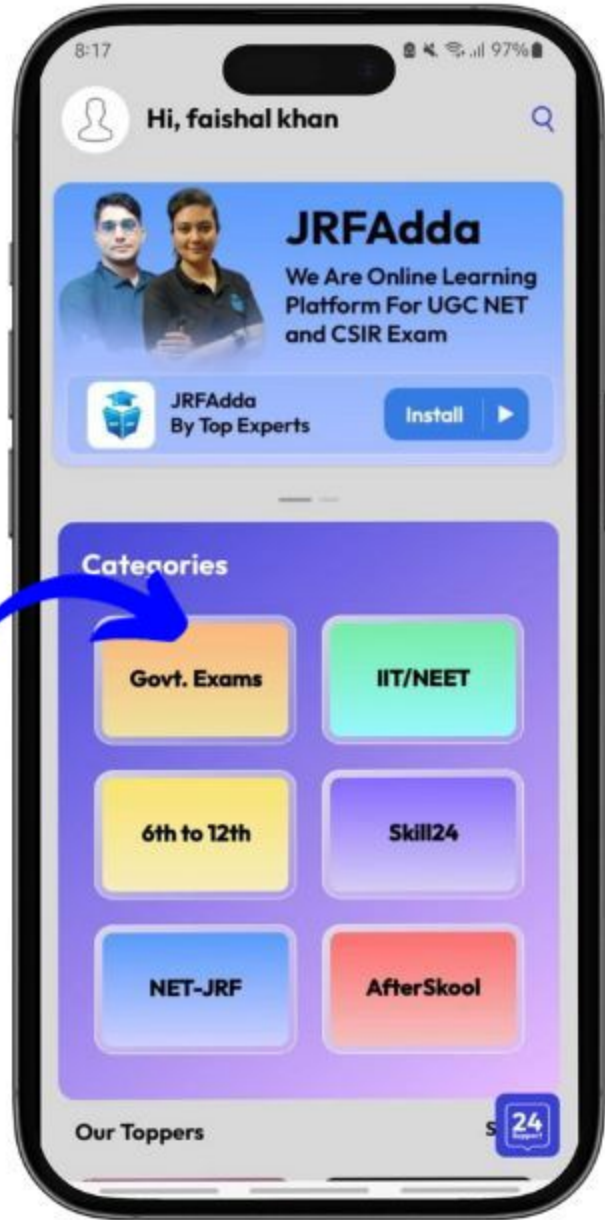 8:17
97%
Hi, faishal khan
JRFAdda
We Are Online Learning
Platform For UGC NET
and CSIR Exam
JRFAdda
By Top Experts
Install
Categories
Govt. Exams
IIT/NEET
6th to 12th
Skill24
NET-JRF
AfterSkool
Our Toppers
S
24
Support